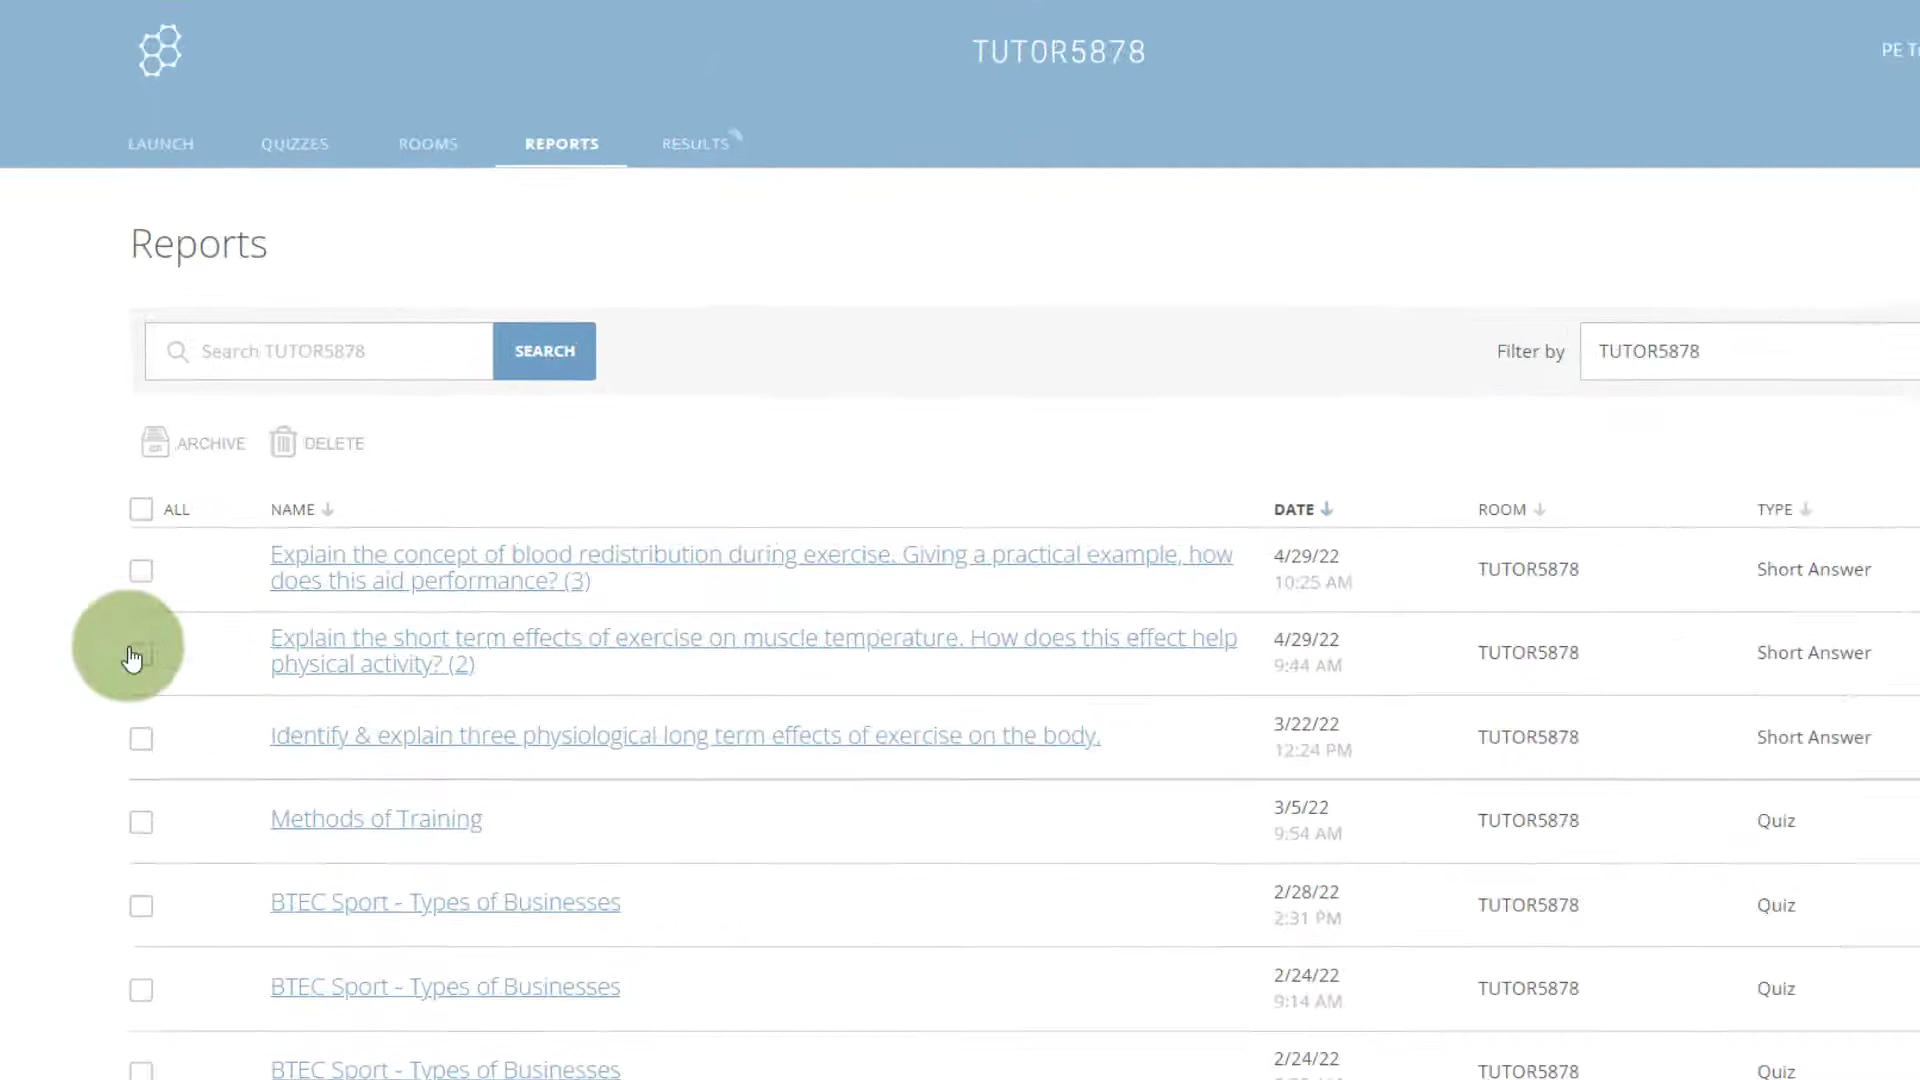 TUTOR5878
PE
LAUNCH QUIZZES ROOMS REPORTS RESULTS
Reports
Search TUTOR5878 SEARCH Filter by TUTOR5878
ARCHIVE DELETE
ALL NAME DATE ROOM TYPE
Explain the concept of blood redistribution during exercise. Giving a practical example, how
does this aid performance? (3)
4/29/22
10:25 AM
TUTOR5878
Short Answer
Explain the short term effects of exercise on muscle temperature. How does this effect help
physical activity? (2)
4/29/22
9:44 AM
TUTOR5878
Short Answer
Identify & explain three physiological long term effects of exercise on the body.
3/22/22
12:24 PM
TUTOR5878
Short Answer
Methods of Training
3/5/22
9:54 AM
TUTOR5878
Quiz
BTEC Sport - Types of Businesses
2/28/22
2:31 PM
TUTOR5878
Quiz
BTEC Sport - Types of Businesses
2/24/22
9:14 AM
TUTOR5878
Quiz
BTEC Sport - Types of Businesses
2/24/22
TUTOR5878
Quiz